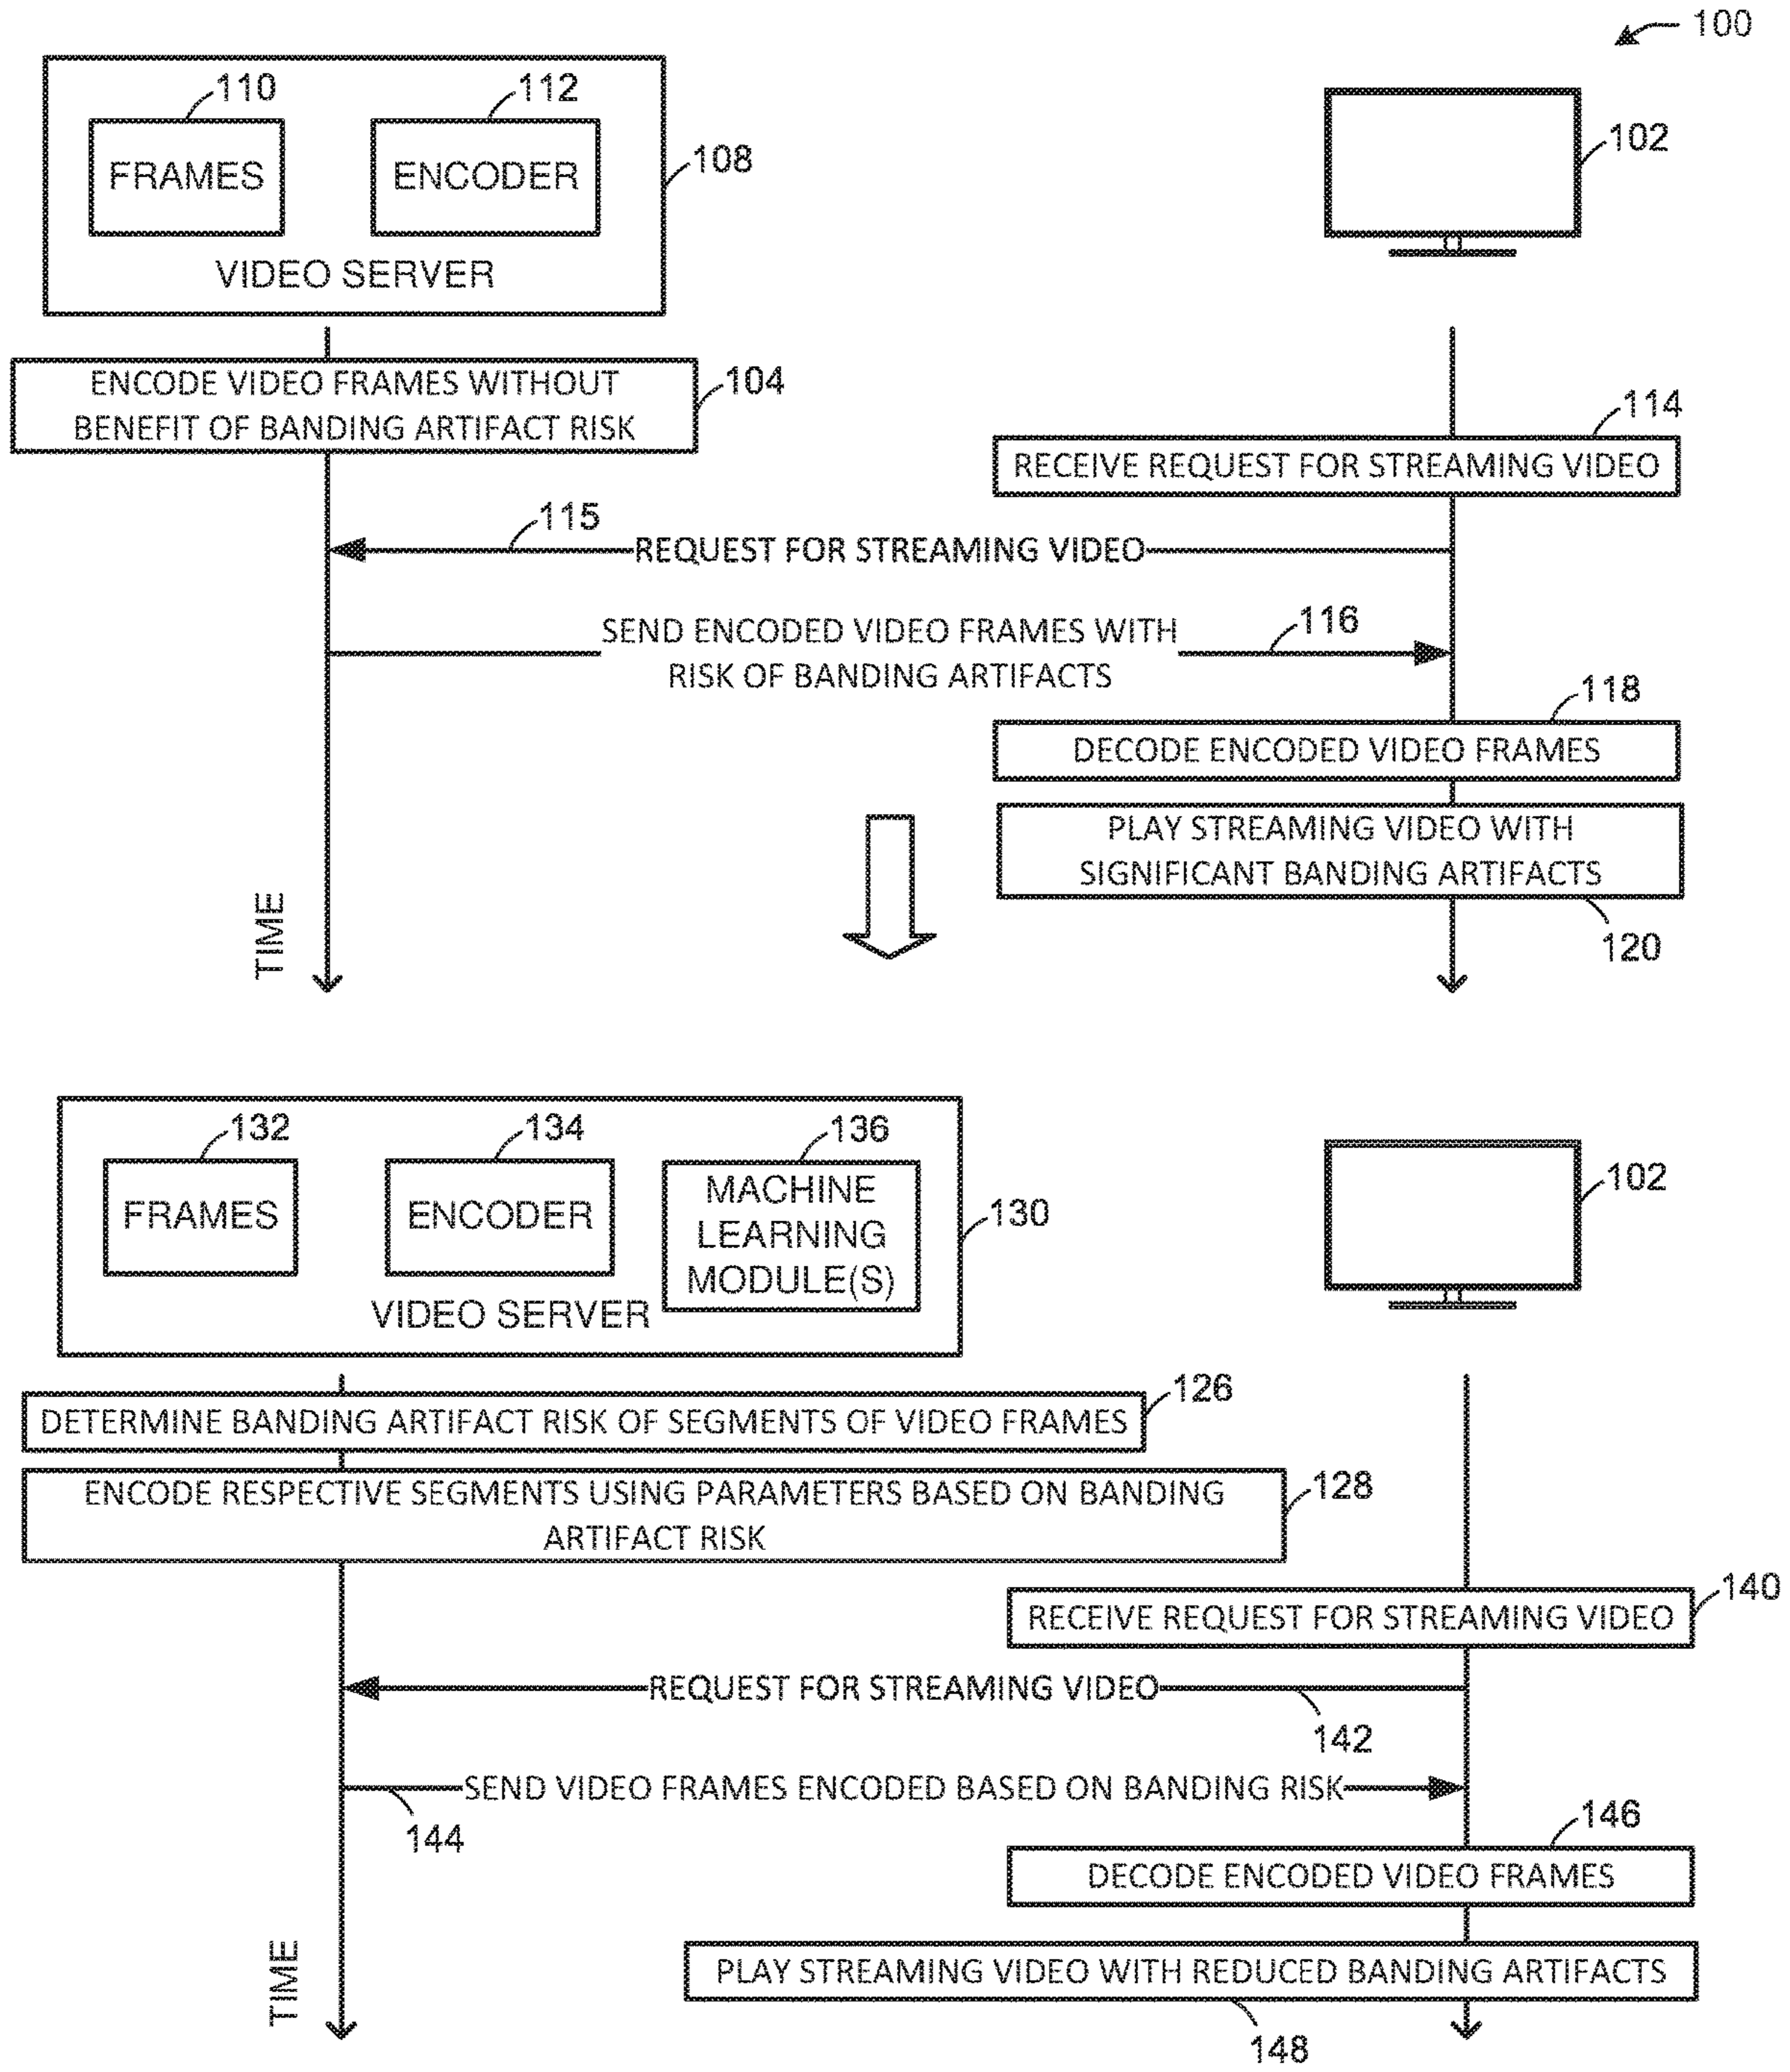 100
110
112
FRAMES
ENCODER
108
102
VIDEO SERVER
ENCODE VIDEO FRAMES WITHOUT
BENEFIT OF BANDING ARTIFACT RISK
104
114
RECEIVE REQUEST FOR STREAMING VIDEO
115
REQUEST FOR STREAMING VIDEO
SEND ENCODED VIDEO FRAMES WITH
RISK OF BANDING ARTIFACTS
116
118
DECODE ENCODED VIDEO FRAMES
PLAY STREAMING VIDEO WITH
SIGNIFICANT BANDING ARTIFACTS
120
TIME
132
134
136
FRAMES
ENCODER
MACHINE
LEARNING
MODULE(S)
130
102
VIDEO SERVER
126
DETERMINE BANDING ARTIFACT RISK OF SEGMENTS OF VIDEO FRAMES
ENCODE RESPECTIVE SEGMENTS USING PARAMETERS BASED ON BANDING
ARTIFACT RISK
128
140
RECEIVE REQUEST FOR STREAMING VIDEO
REQUEST FOR STREAMING VIDEO
142
SEND VIDEO FRAMES ENCODED BASED ON BANDING RISK
144
146
DECODE ENCODED VIDEO FRAMES
PLAY STREAMING VIDEO WITH REDUCED BANDING ARTIFACTS
148
TIME